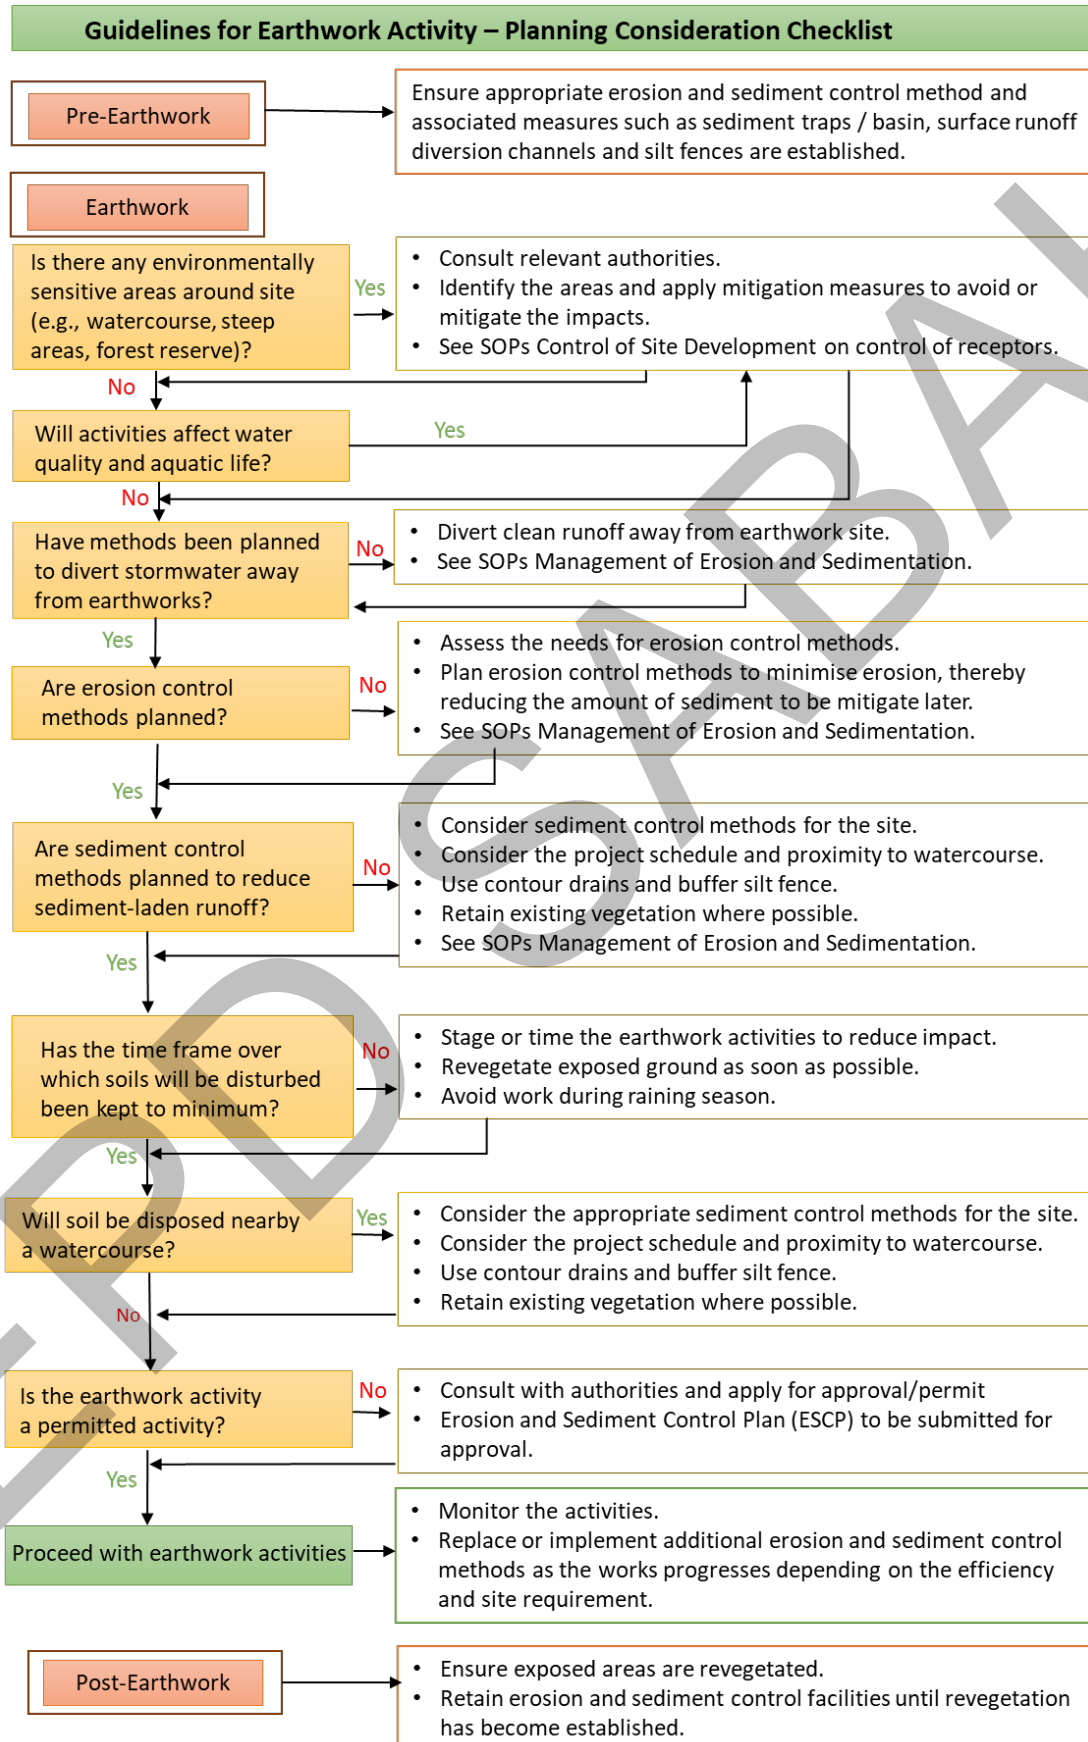 Guidelines for Earthwork Activity – Planning Consideration Checklist
Pre-Earthwork
Ensure appropriate erosion and sediment control method and
associated measures such as sediment traps / basin, surface runoff
diversion channels and silt fences are established.
Earthwork
Is there any environmentally
sensitive areas around site
(e.g., watercourse, steep
areas, forest reserve)?
Yes
• Consult relevant authorities.
• Identify the areas and apply mitigation measures to avoid or
mitigate the impacts.
• See SOPs Control of Site Development on control of receptors.
No
Will activities affect water
quality and aquatic life?
Yes
No
Have methods been planned
to divert stormwater away
from earthworks?
No
• Divert clean runoff away from earthwork site.
• See SOPs Management of Erosion and Sedimentation.
Yes
Are erosion control
methods planned?
No
• Assess the needs for erosion control methods.
• Plan erosion control methods to minimise erosion, thereby
reducing the amount of sediment to be mitigate later.
• See SOPs Management of Erosion and Sedimentation.
Yes
Are sediment control
methods planned to reduce
sediment-laden runoff?
No
• Consider sediment control methods for the site.
• Consider the project schedule and proximity to watercourse.
• Use contour drains and buffer silt fence.
• Retain existing vegetation where possible.
• See SOPs Management of Erosion and Sedimentation.
Yes
Has the time frame over
which soils will be disturbed
been kept to minimum?
No
• Stage or time the earthwork activities to reduce impact.
• Revegetate exposed ground as soon as possible.
• Avoid work during raining season.
Yes
Will soil be disposed nearby
a watercourse?
Yes
• Consider the appropriate sediment control methods for the site.
• Consider the project schedule and proximity to watercourse.
• Use contour drains and buffer silt fence.
• Retain existing vegetation where possible.
No
Is the earthwork activity
a permitted activity?
No
• Consult with authorities and apply for approval/permit
• Erosion and Sediment Control Plan (ESCP) to be submitted for
approval.
Yes
Proceed with earthwork activities
• Monitor the activities.
• Replace or implement additional erosion and sediment control
methods as the works progresses depending on the efficiency
and site requirement.
Post-Earthwork
• Ensure exposed areas are revegetated.
• Retain erosion and sediment control facilities until revegetation
has become established.
EPD SABAH